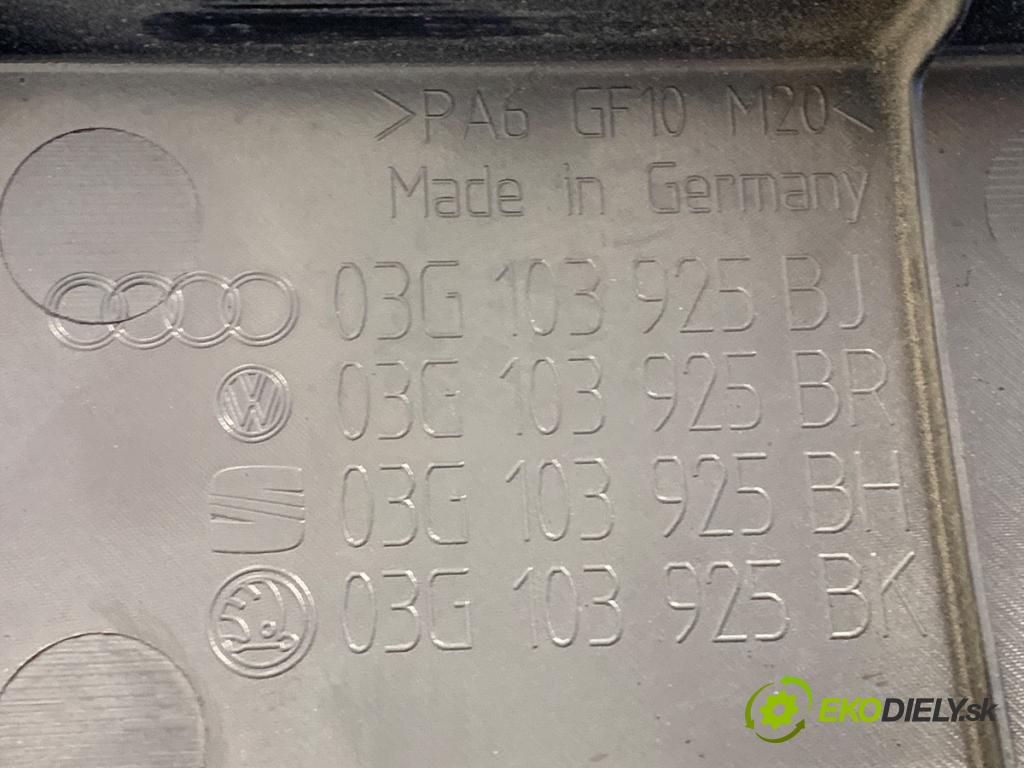 >PA6 GF10 M20<
Made in Germany
03G 103 925 BJ
03G 103 925 BR
03G 103 925 BH
03G 103 925 BK
EKODIELY.sk